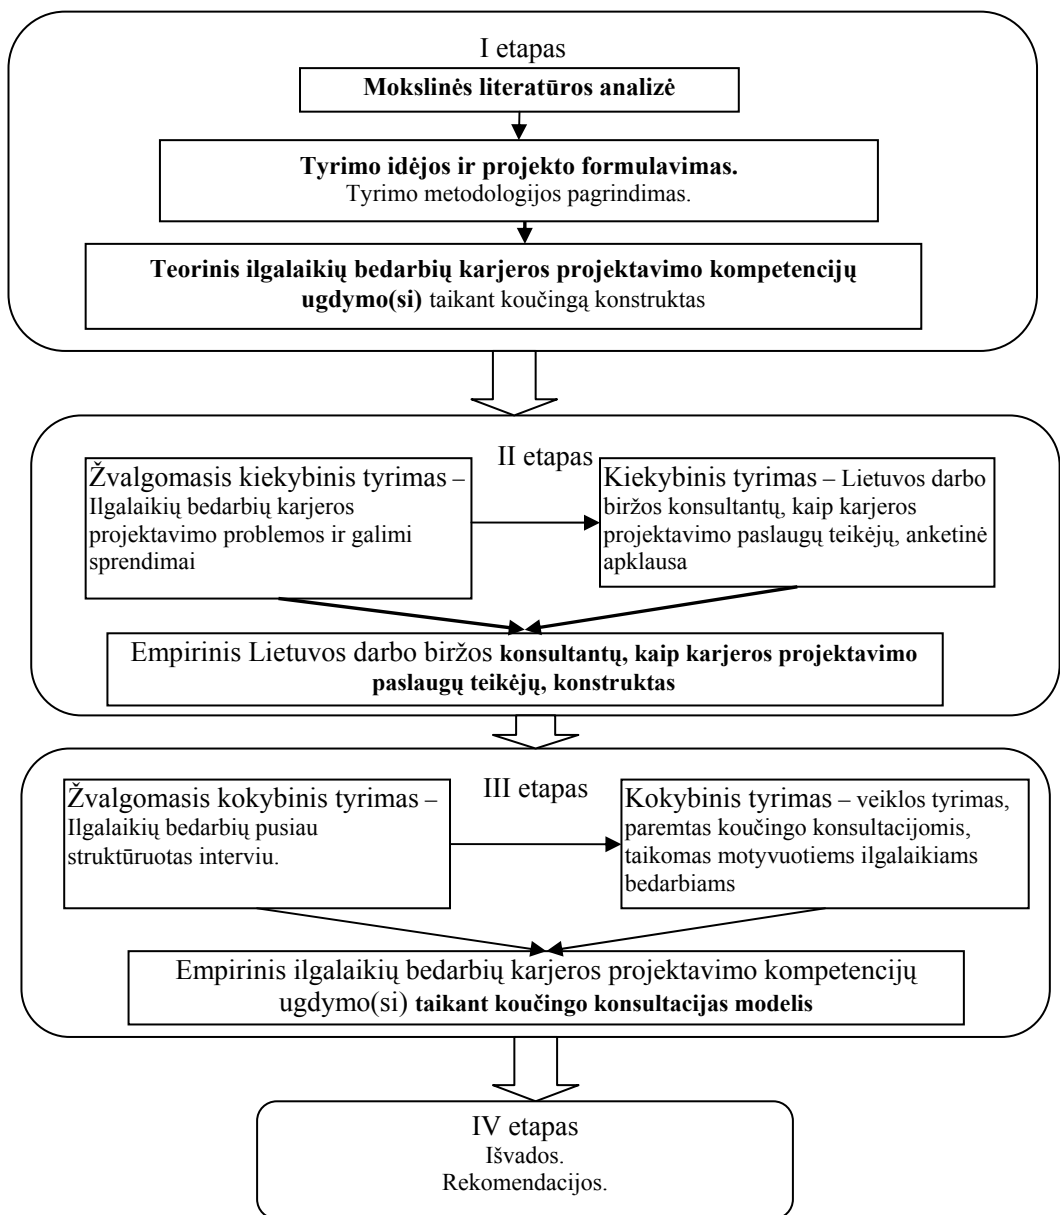 I etapas
Mokslinės literatūros analizė
Tyrimo idėjos ir projekto formulavimas.
Tyrimo metodologijos pagrindimas.
Teorinis ilgalaikių bedarbių karjeros projektavimo kompetencijų
ugdymo(si) taikant koučingą konstruktas
II etapas
Žvalgomasis kiekybinis tyrimas –
Ilgalaikių bedarbių karjeros
projektavimo problemos ir galimi
sprendimai
Kiekybinis tyrimas – Lietuvos darbo
biržos konsultantų, kaip karjeros
projektavimo paslaugų teikėjų, anketinė
apklausa
Empirinis Lietuvos darbo biržos konsultantų, kaip karjeros projektavimo
paslaugų teikėjų, konstruktas
III etapas
Žvalgomasis kokybinis tyrimas –
Ilgalaikių bedarbių pusiau
struktūruotas interviu.
Kokybinis tyrimas – veiklos tyrimas,
paremtas koučingo konsultacijomis,
taikomas motyvuotiems ilgalaikiams
bedarbiams
Empirinis ilgalaikių bedarbių karjeros projektavimo kompetencijų
ugdymo(si) taikant koučingo konsultacijas modelis
IV etapas
Išvados.
Rekomendacijos.